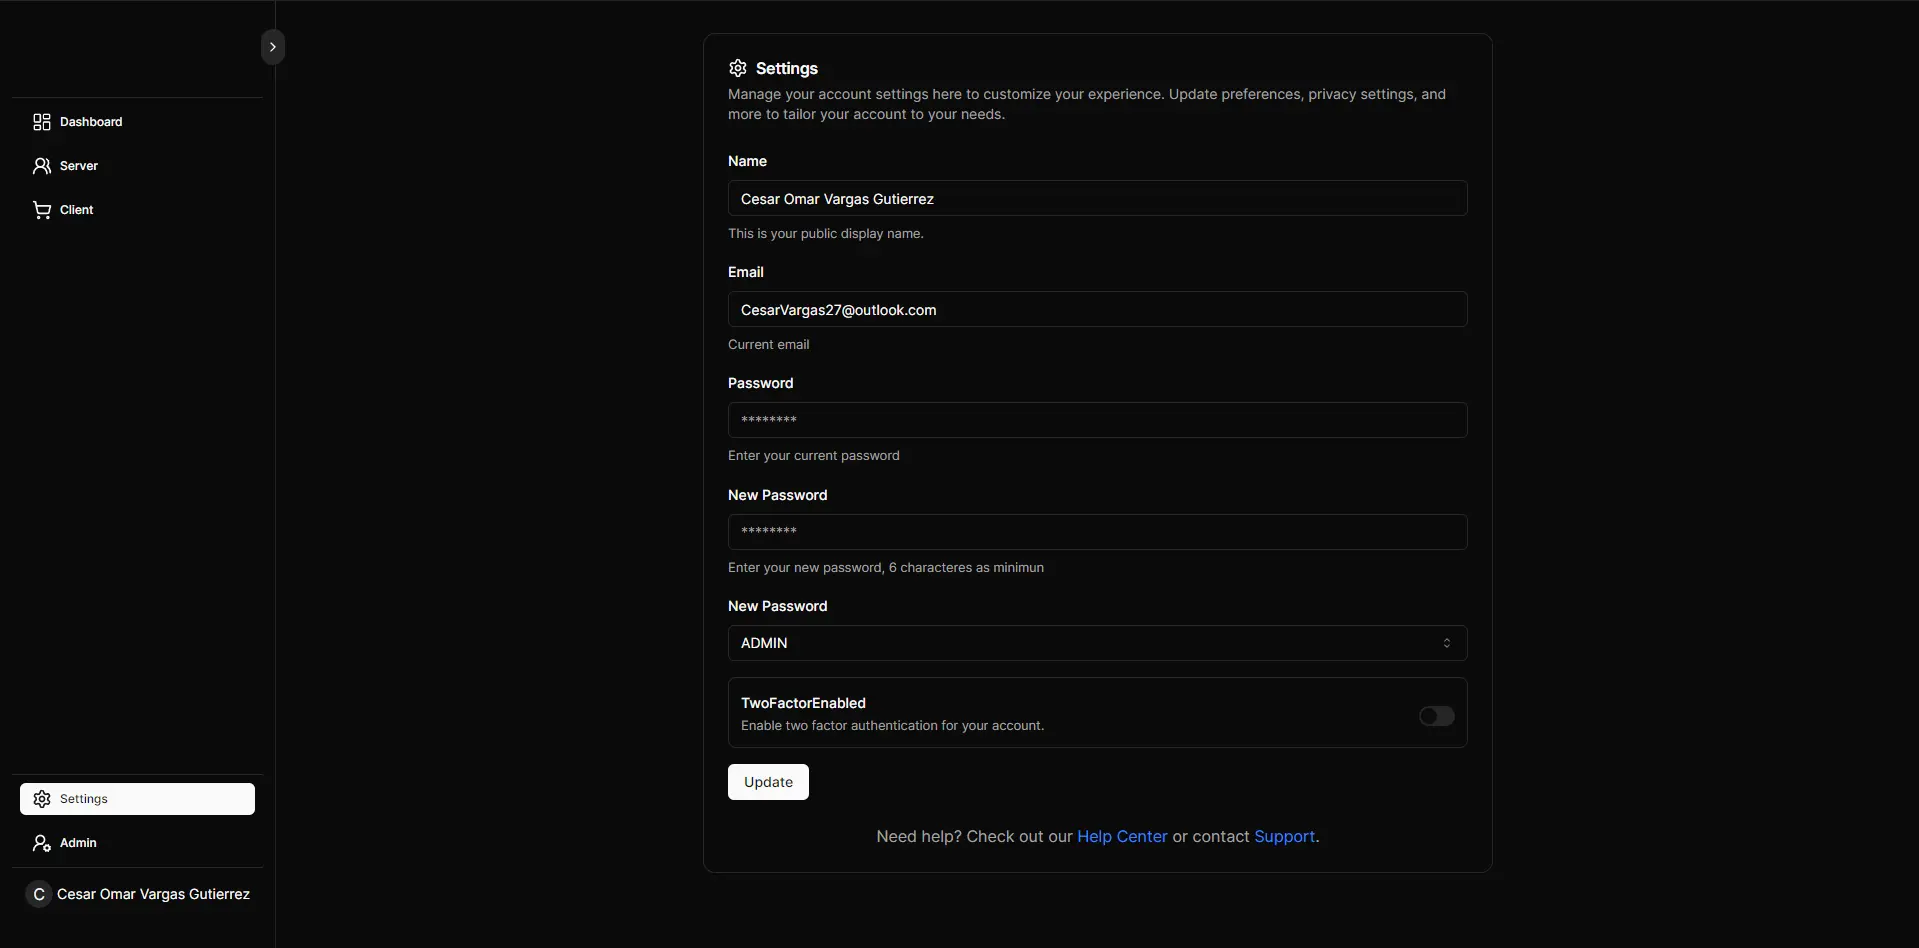 Dashboard
Server
Client
Settings
Admin
C Cesar Omar Vargas Gutierrez
Settings
Manage your account settings here to customize your experience. Update preferences, privacy settings, and
more to tailor your account to your needs.
Name
Cesar Omar Vargas Gutierrez
This is your public display name.
Email
CesarVargas27@outlook.com
Current email
Password
********
Enter your current password
New Password
********
Enter your new password, 6 characteres as minimun
New Password
ADMIN
TwoFactorEnabled
Enable two factor authentication for your account.
Update
Need help? Check out our Help Center or contact Support.